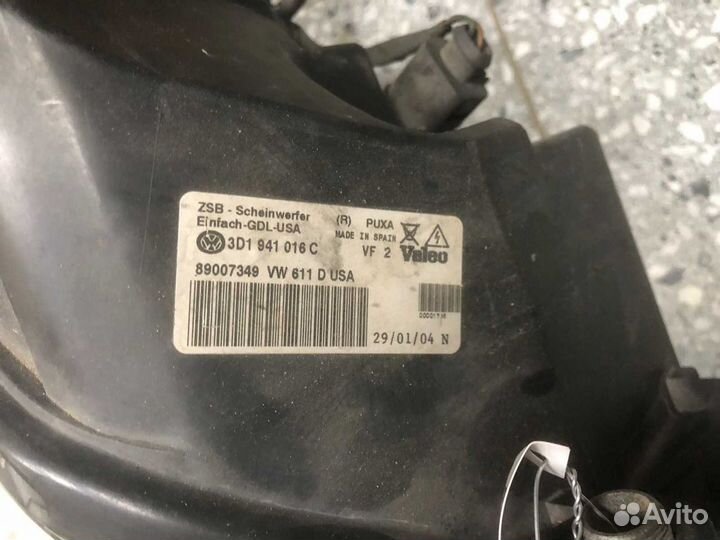 ZSB - Scheinwerfer (R) PUXA
Einfach-GDL-USA MADE IN SPAIN
3D1 941 016 C VF 2 Valeo
89007349 VW 611 D USA
29/01/04 N
Avito